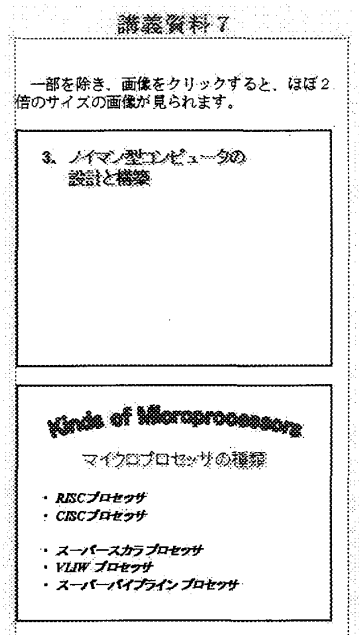 講義資料７
一部を除き、画像をクリックすると、ほぼ２
倍のサイズの画像が見られます。
3. ノイマン型コンピュータの
設計と構築
Kinds of Microprocessors
マイクロプロセッサの種類
・ RISCプロセッサ
・ CISCプロセッサ
・ スーパースカラプロセッサ
・ VLIW プロセッサ
・ スーパーパイプラインプロセッサ